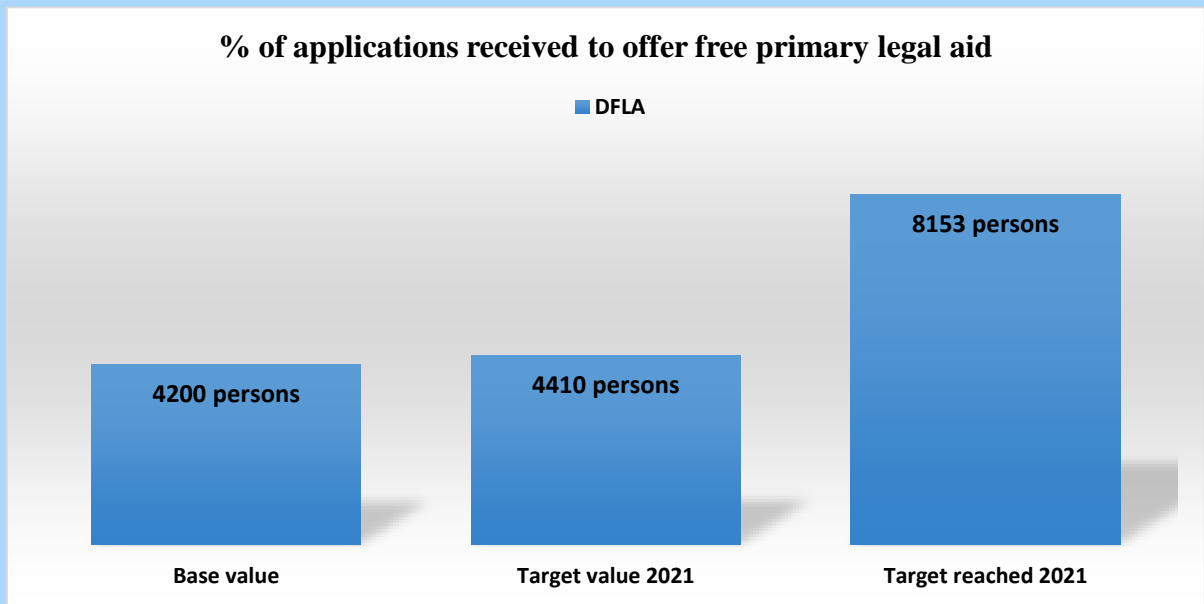 % of applications received to offer free primary legal aid
DFLA
4200 persons
4410 persons
8153 persons
Base value
Target value 2021
Target reached 2021